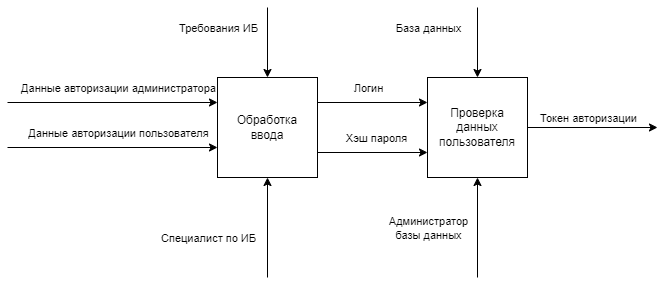 Требования ИБ
База данных
Данные авторизации администратора
Логин
Обработка
ввода
Проверка
данных
пользователя
Токен авторизации
Данные авторизации пользователя
Хэш пароля
Специалист по ИБ
Администратор
базы данных